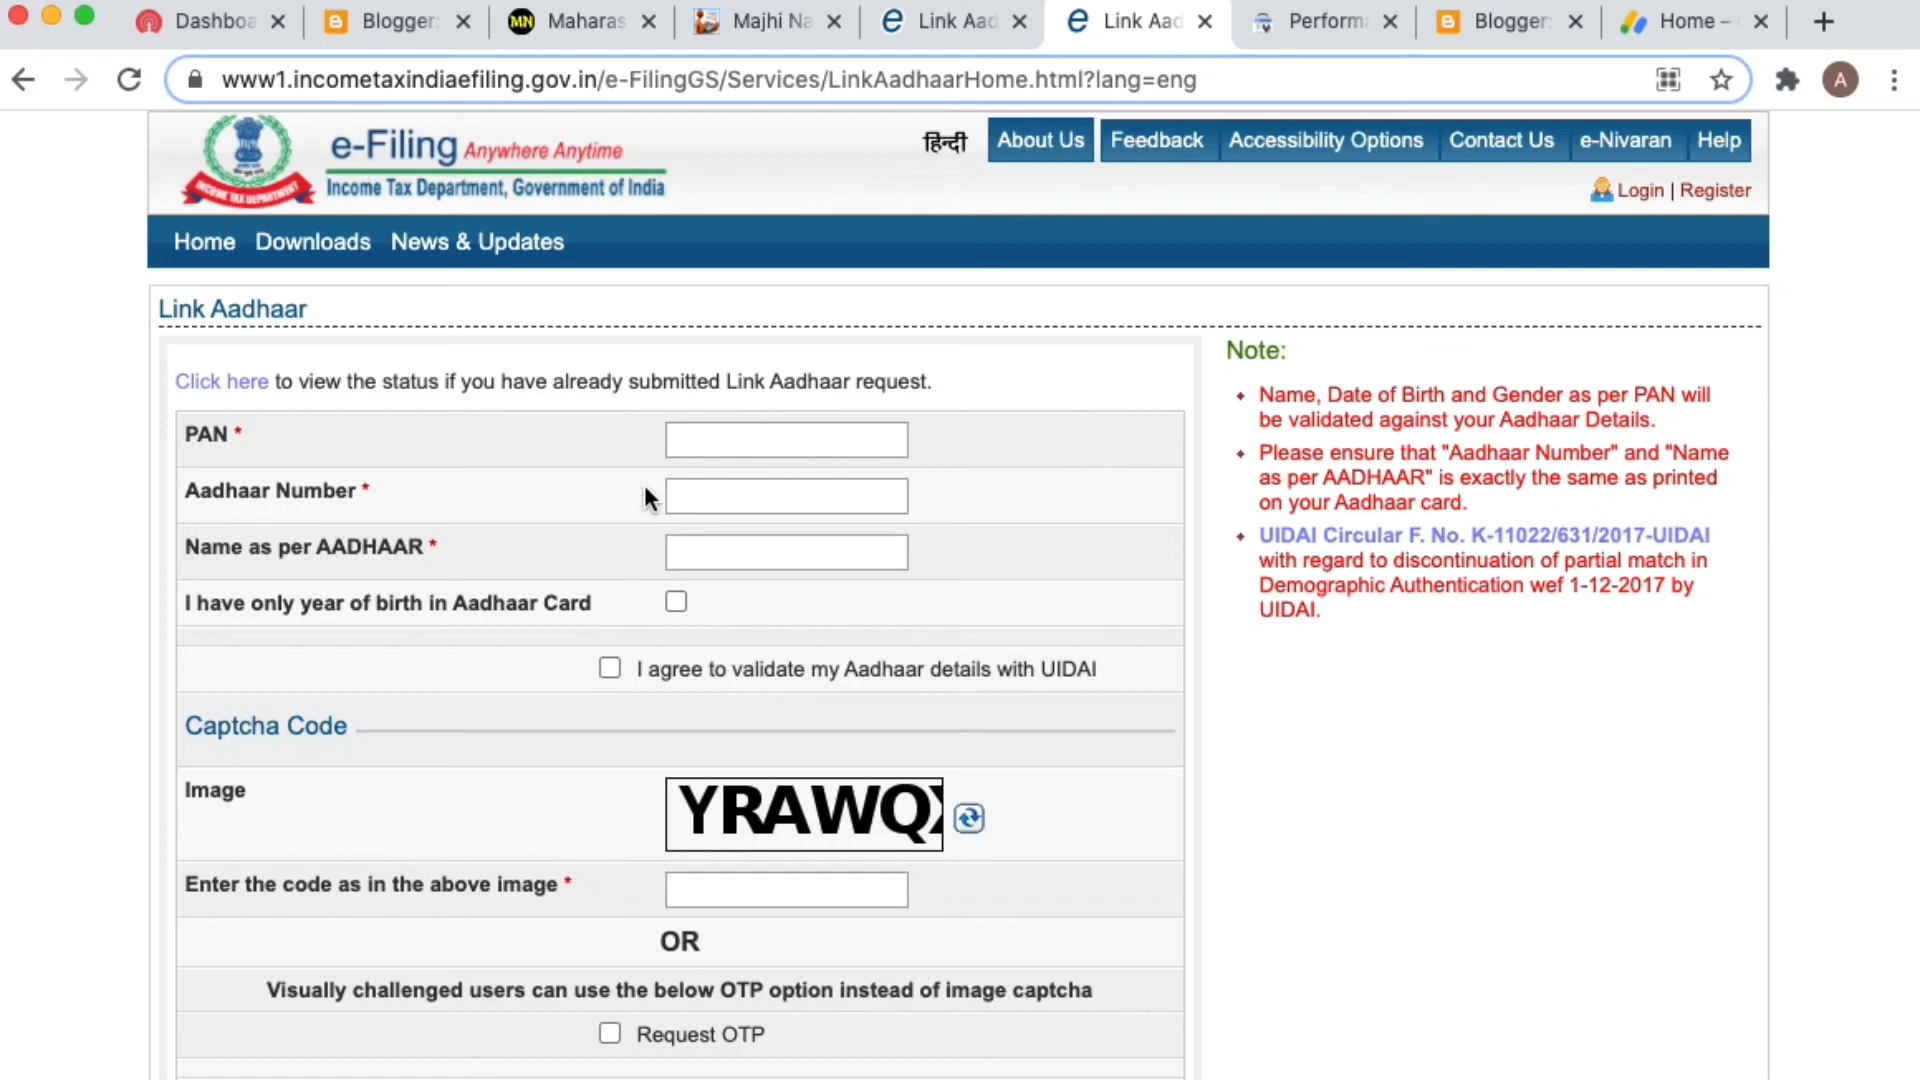 Dashboa
Blogger:
Maharas
Majhi Na
Link Aad
Link Aad
Perform
Blogger:
Home –
www1.incometaxindiaefiling.gov.in/e-FilingGS/Services/LinkAadhaarHome.html?lang=eng
A
e-Filing Anywhere Anytime
Income Tax Department, Government of India
INCOME TAX DEPARTMENT
हिन्दी
About Us
Feedback
Accessibility Options
Contact Us
e-Nivaran
Help
Login | Register
Home
Downloads
News & Updates
Link Aadhaar
Click here to view the status if you have already submitted Link Aadhaar request.
PAN *
Aadhaar Number *
Name as per AADHAAR *
I have only year of birth in Aadhaar Card
I agree to validate my Aadhaar details with UIDAI
Captcha Code
Image
YRAWQX
Enter the code as in the above image *
OR
Visually challenged users can use the below OTP option instead of image captcha
Request OTP
Note:
Name, Date of Birth and Gender as per PAN will
be validated against your Aadhaar Details.
Please ensure that "Aadhaar Number" and "Name
as per AADHAAR" is exactly the same as printed
on your Aadhaar card.
UIDAI Circular F. No. K-11022/631/2017-UIDAI
with regard to discontinuation of partial match in
Demographic Authentication wef 1-12-2017 by
UIDAI.